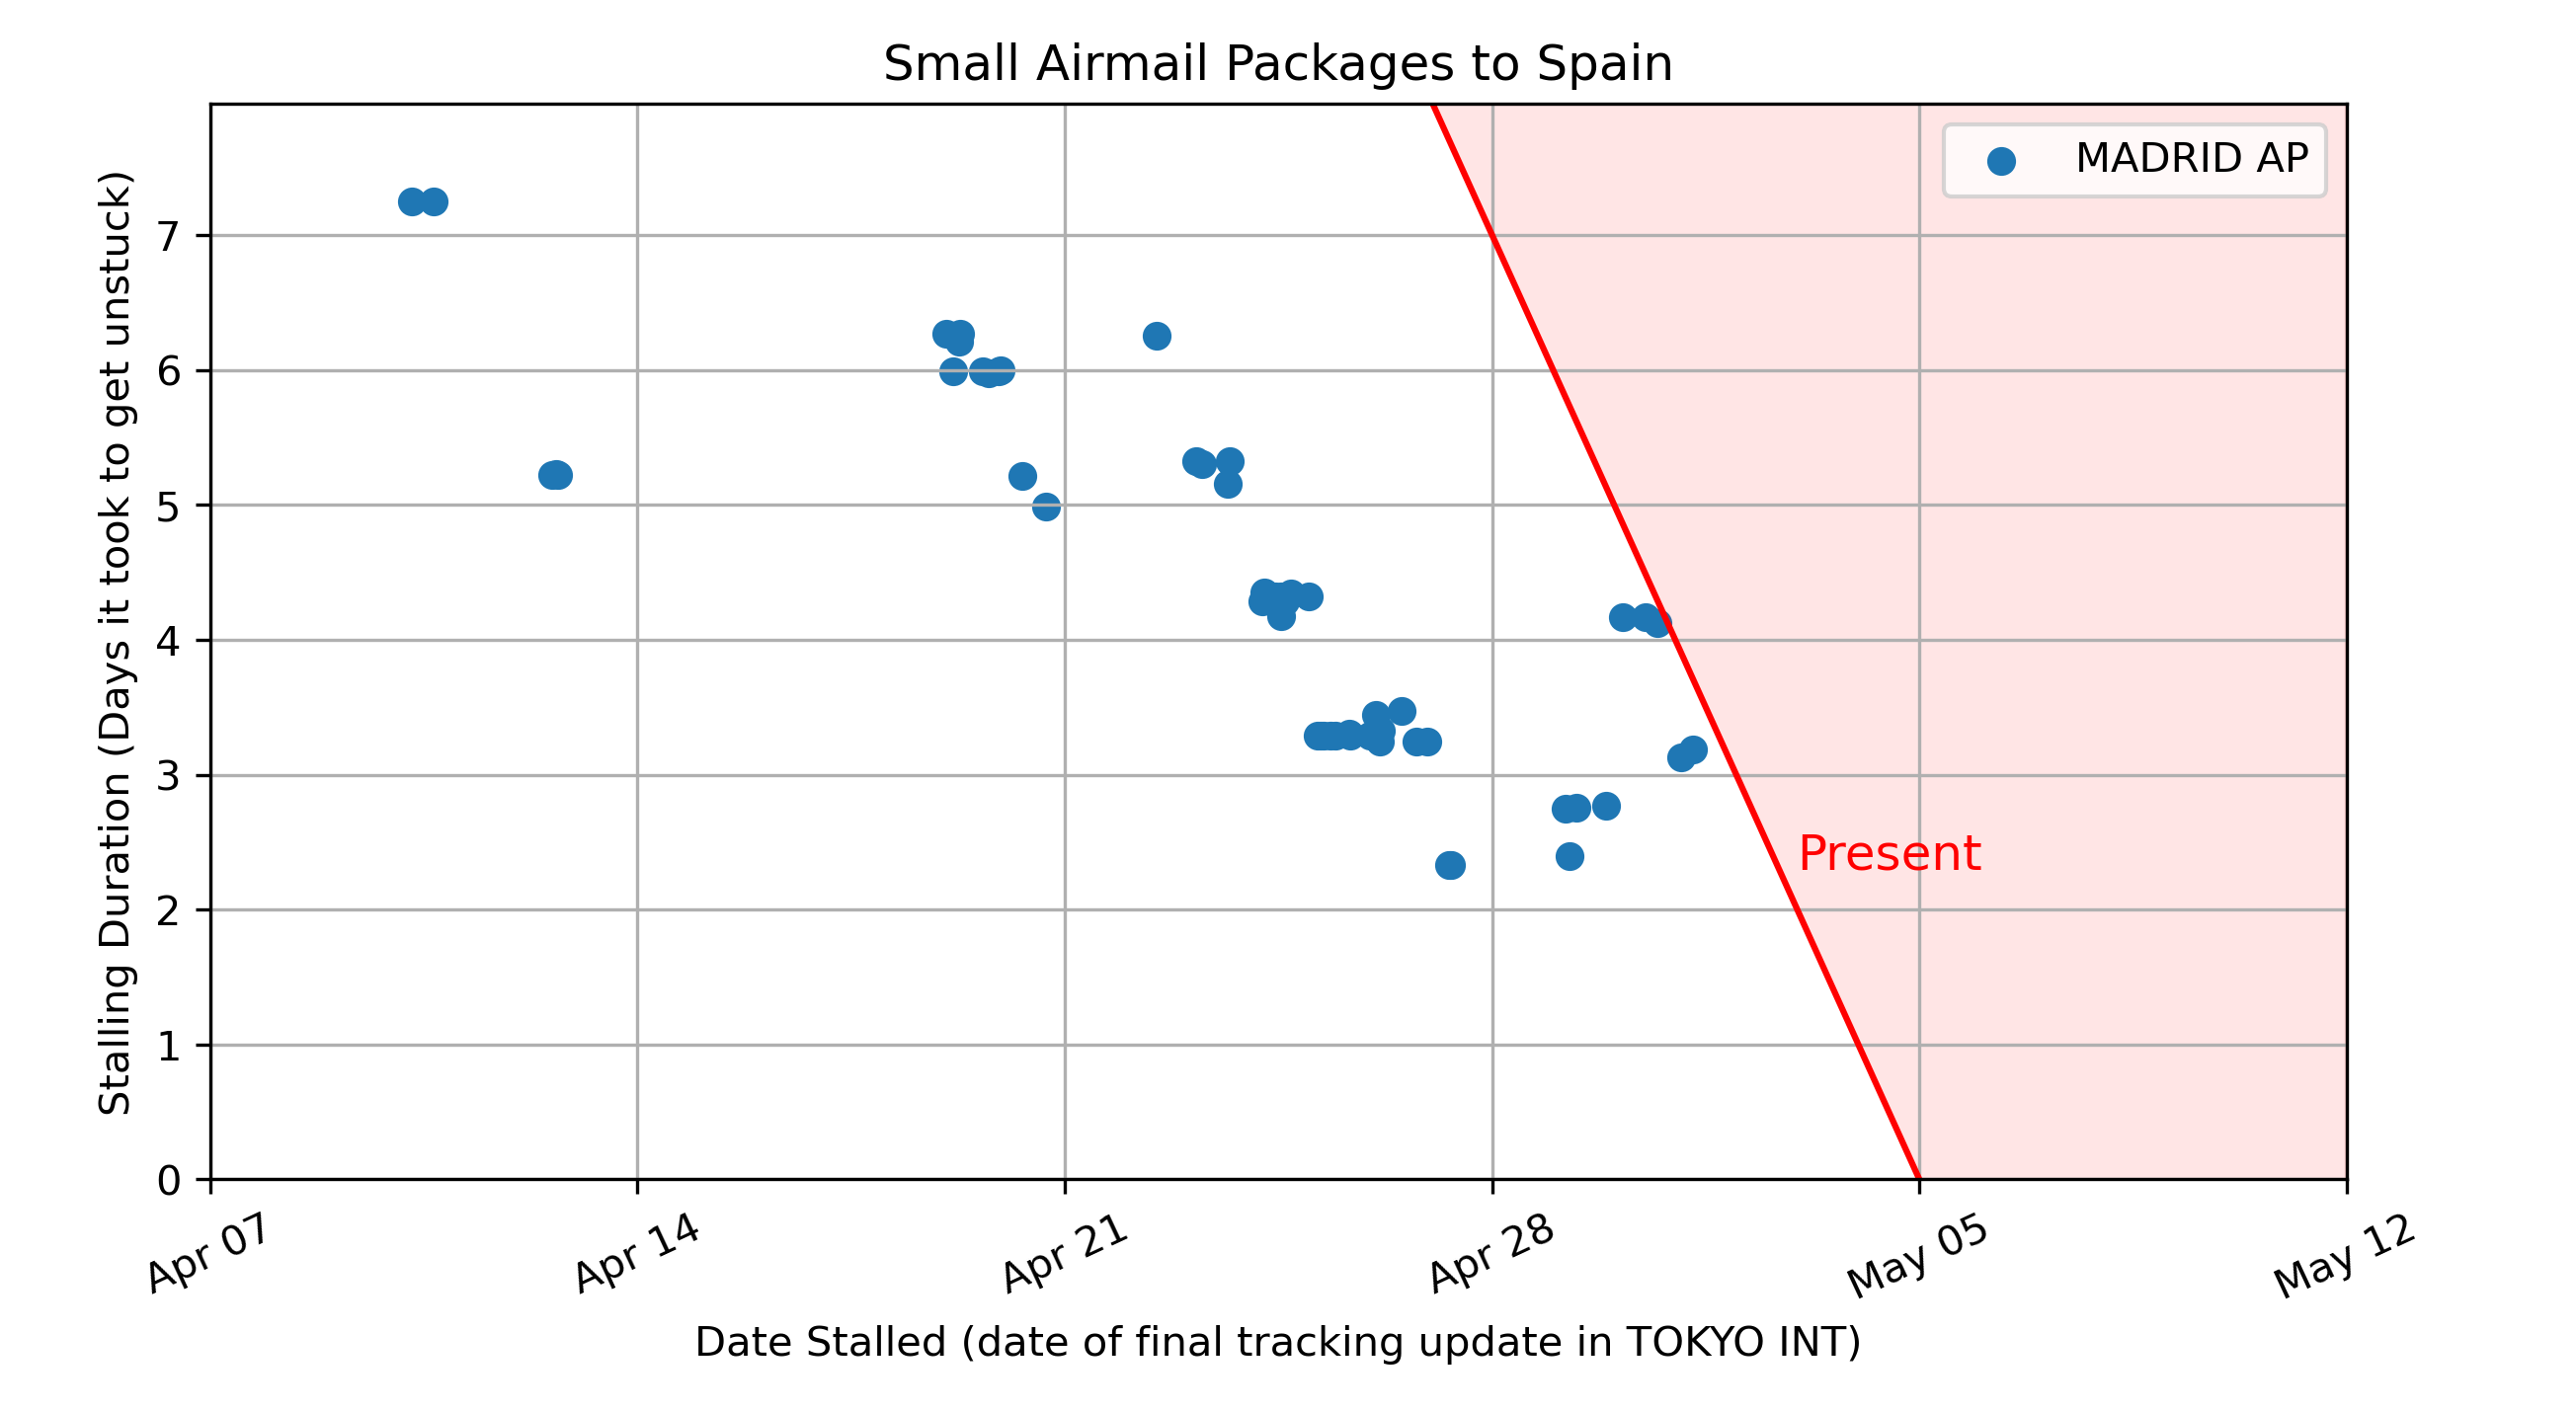 Small Airmail Packages to Spain
MADRID AP
Stalling Duration (Days it took to get unstuck)
7
6
5
4
3
2
1
0
Present
Apr 07
Apr 14
Apr 21
Apr 28
May 05
May 12
Date Stalled (date of final tracking update in TOKYO INT)